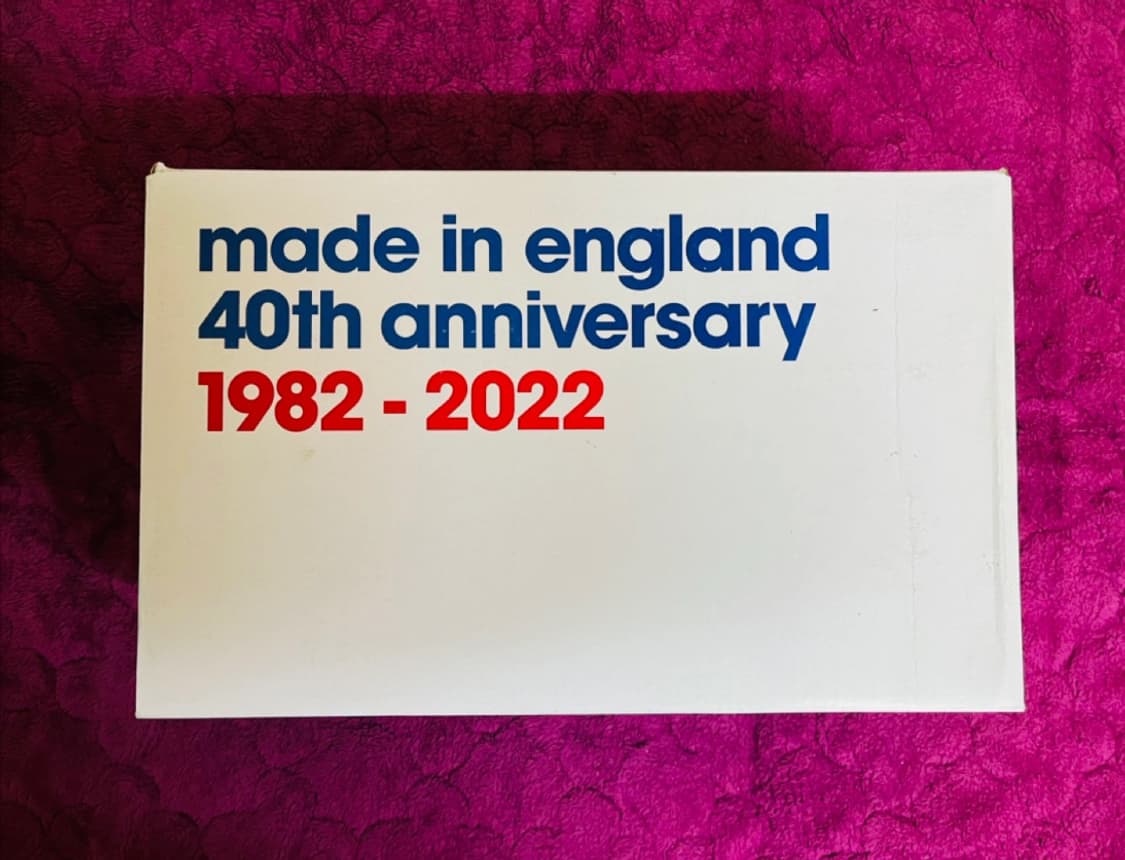 made in england
40th anniversary
1982 - 2022